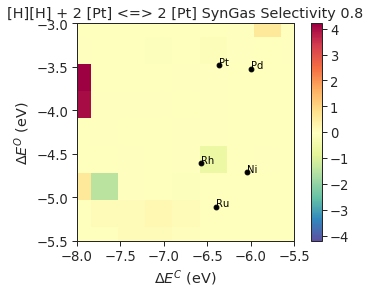 [H][H] + 2 [Pt] <=> 2 [Pt] SynGas Selectivity 0.8
−3.0
−3.5
−4.0
−4.5
−5.0
−5.5
ΔE^O (eV)
Pt
Pd
Rh
Ni
Ru
−8.0 −7.5 −7.0 −6.5 −6.0 −5.5
ΔE^C (eV)
4
3
2
1
0
−1
−2
−3
−4